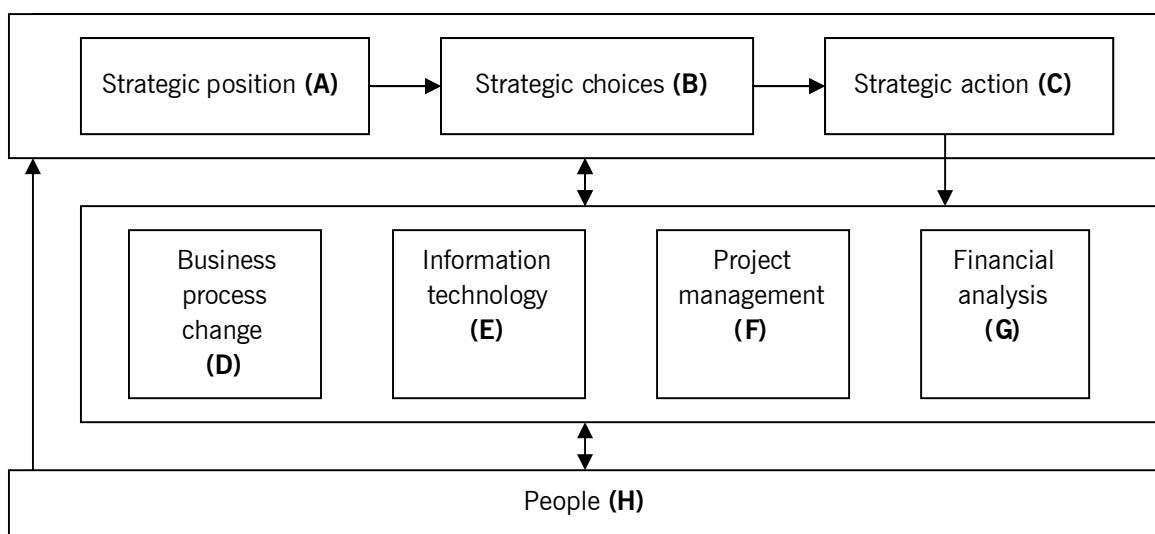 Strategic position (A)
Strategic choices (B)
Strategic action (C)
Business
process
change
(D)
Information
technology
(E)
Project
management
(F)
Financial
analysis
(G)
People (H)